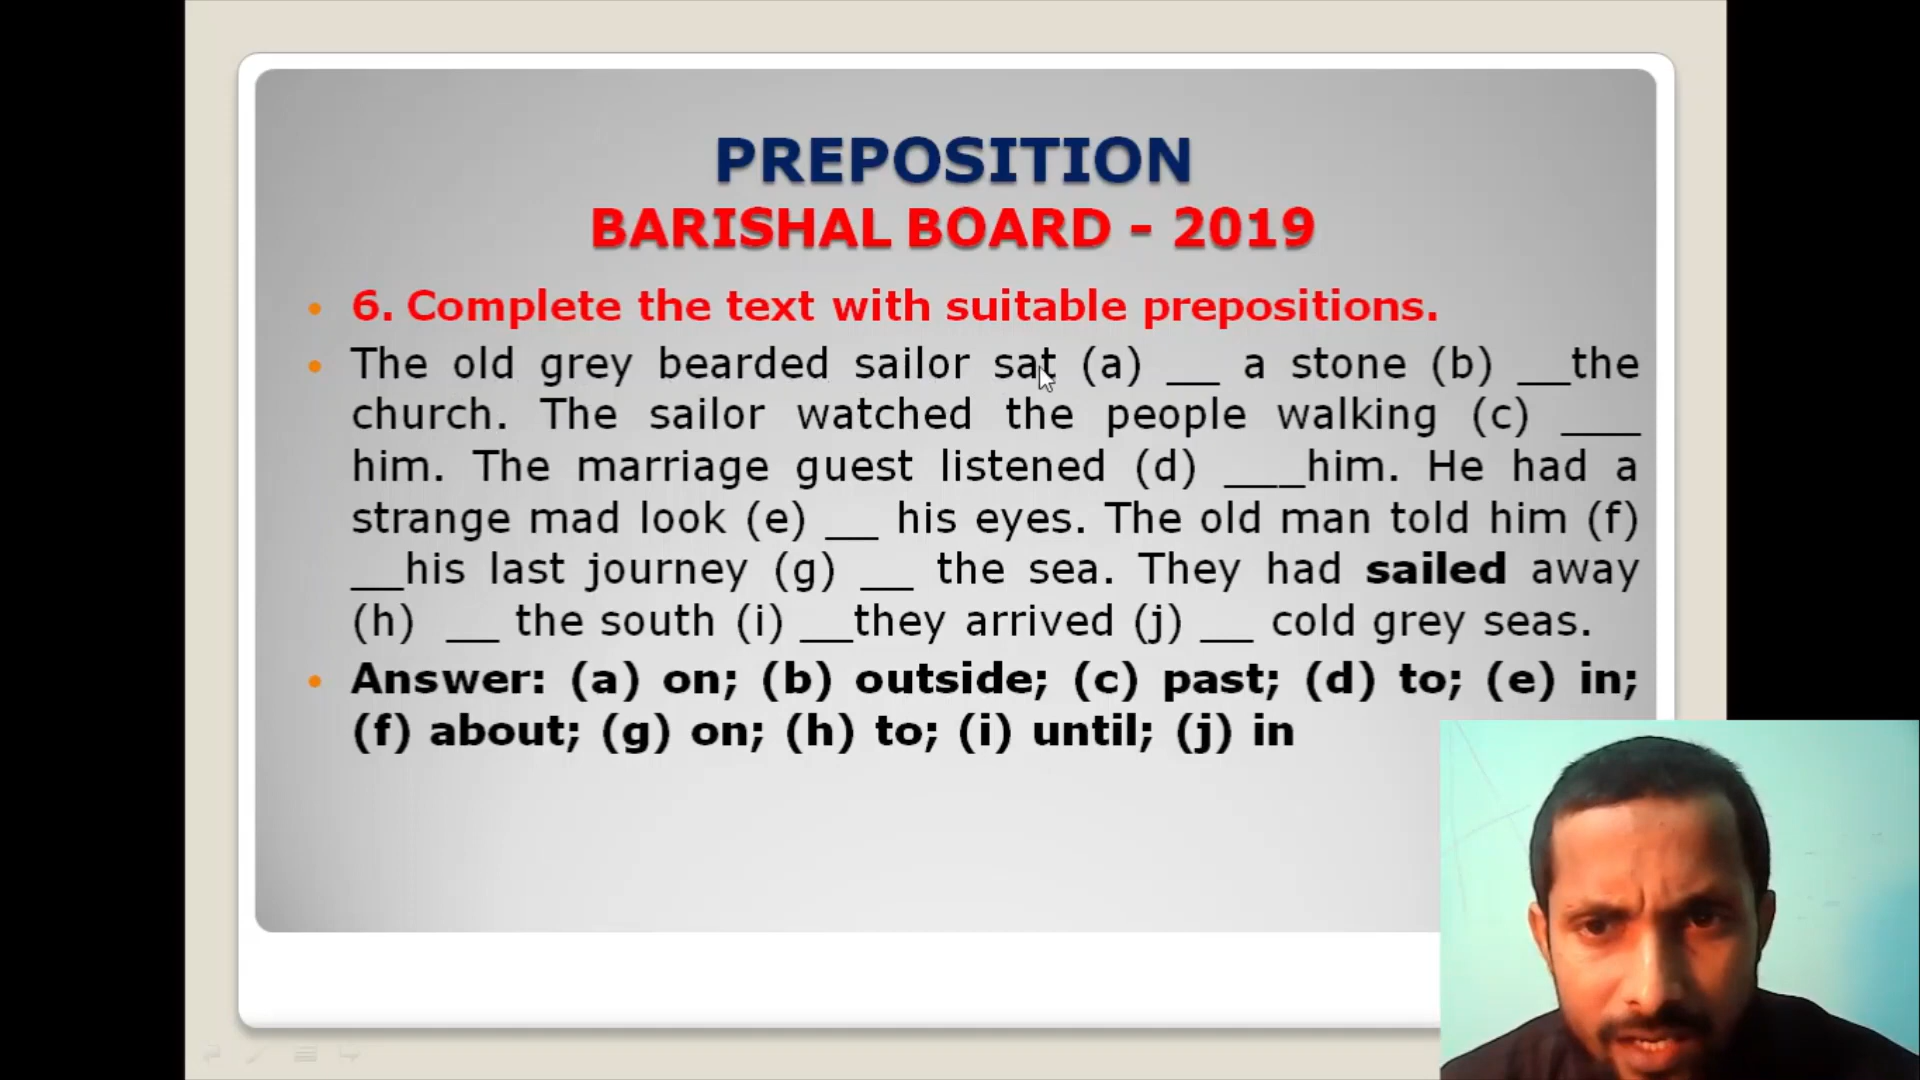 PREPOSITION
BARISHAL BOARD - 2019
• 6. Complete the text with suitable prepositions.
• The old grey bearded sailor sat (a) __ a stone (b) __the
church. The sailor watched the people walking (c) ___
him. The marriage guest listened (d) ___him. He had a
strange mad look (e) __ his eyes. The old man told him (f)
__his last journey (g) __ the sea. They had sailed away
(h) __ the south (i) __they arrived (j) __ cold grey seas.
• Answer: (a) on; (b) outside; (c) past; (d) to; (e) in;
(f) about; (g) on; (h) to; (i) until; (j) in